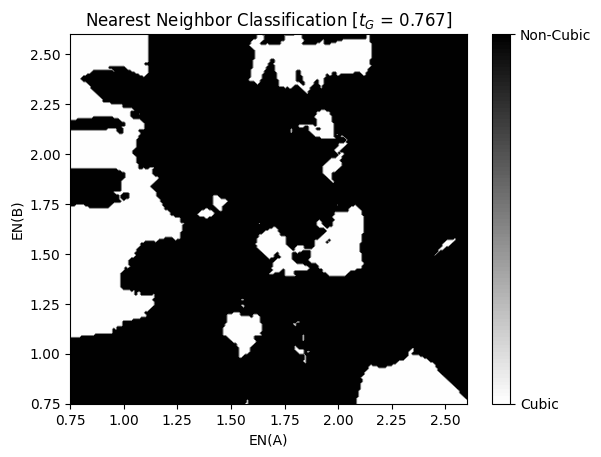 Nearest Neighbor Classification [$t_G$ = 0.767]
Non-Cubic
Cubic
EN(B)
2.50
2.25
2.00
1.75
1.50
1.25
1.00
0.75
0.75 1.00 1.25 1.50 1.75 2.00 2.25 2.50
EN(A)